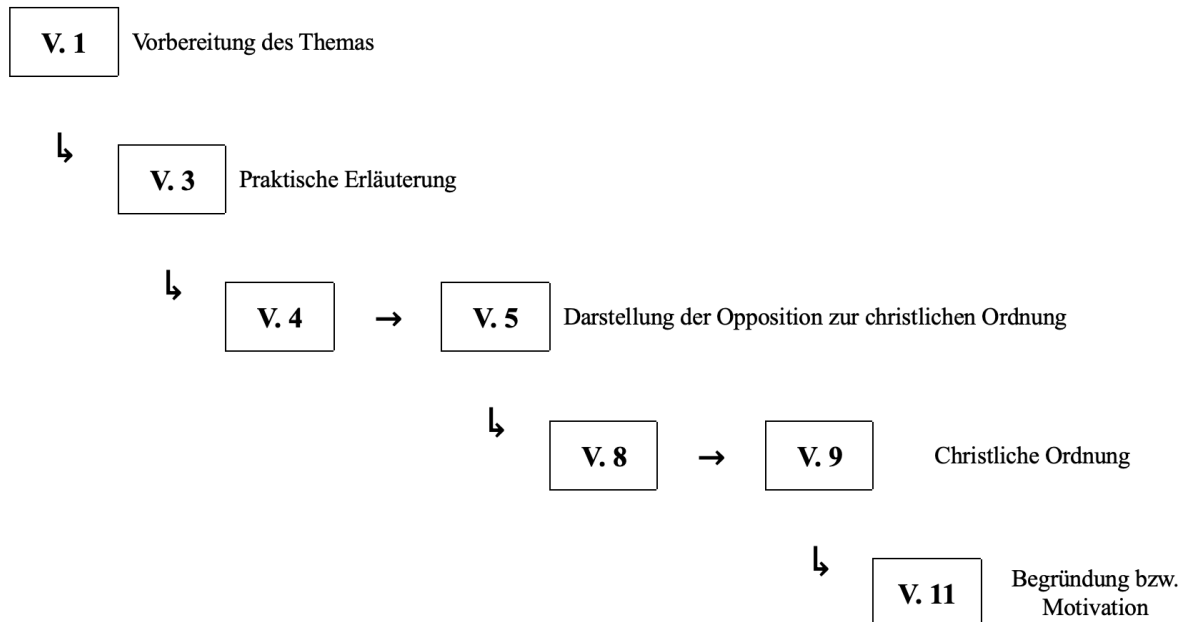 V. 1 Vorbereitung des Themas
↳
V. 3 Praktische Erläuterung
↳
V. 4 → V. 5 Darstellung der Opposition zur christlichen Ordnung
↳
V. 8 → V. 9 Christliche Ordnung
↳
V. 11 Begründung bzw.
Motivation